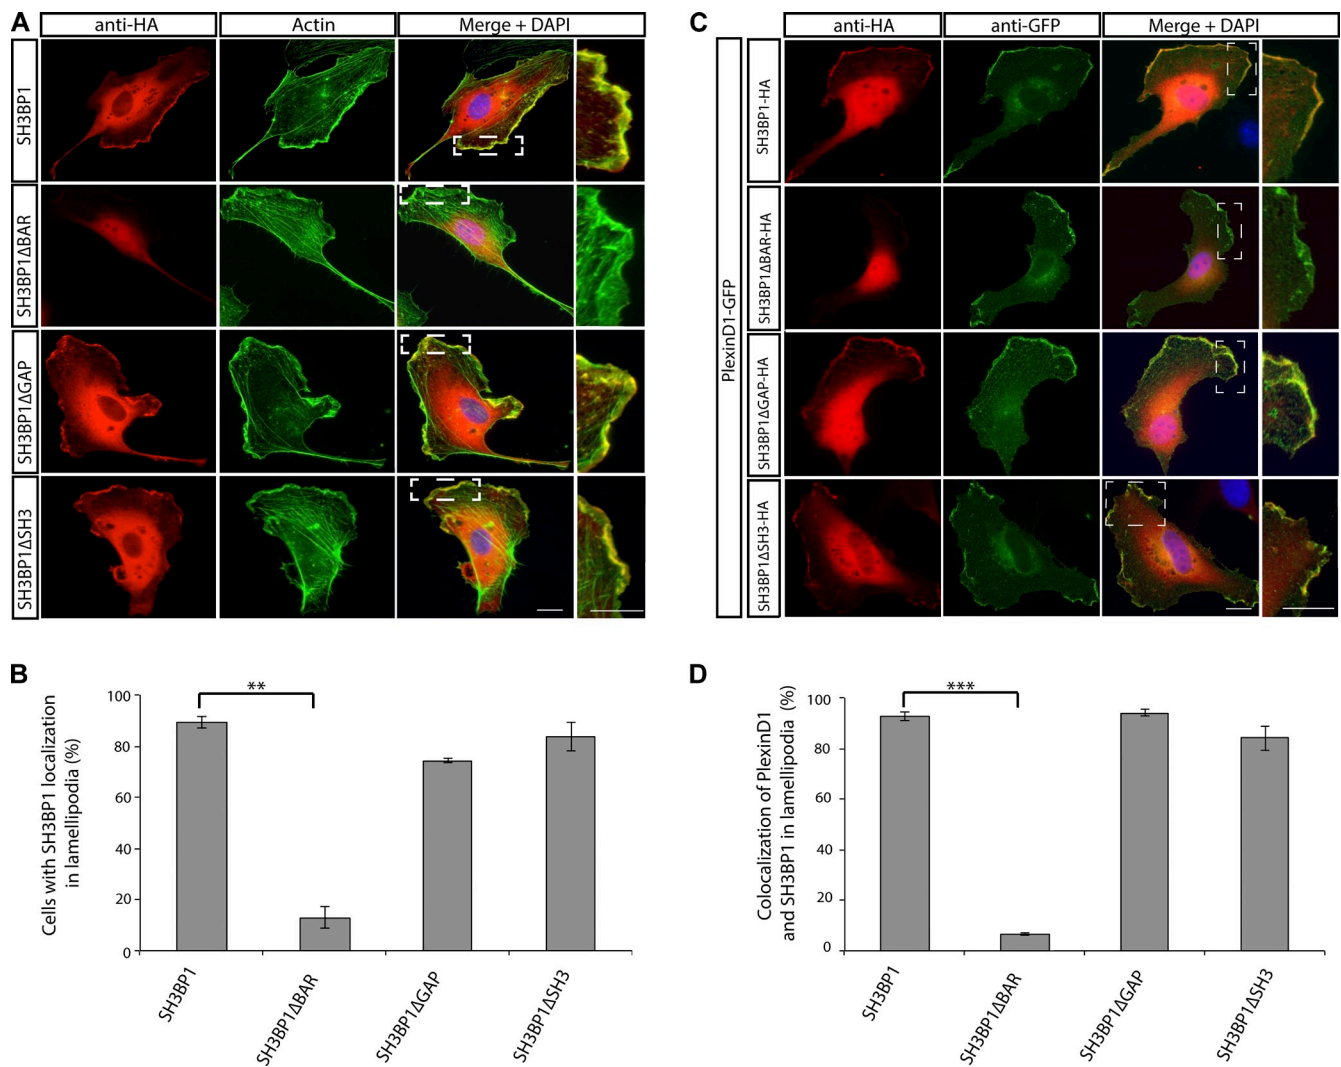 A
anti-HA
Actin
Merge + DAPI
SH3BP1
SH3BP1ΔBAR
SH3BP1ΔGAP
SH3BP1ΔSH3
C
anti-HA
anti-GFP
Merge + DAPI
PlexinD1-GFP
SH3BP1-HA
SH3BP1ΔBAR-HA
SH3BP1ΔGAP-HA
SH3BP1ΔSH3-HA
B
Cells with SH3BP1 localization
in lamellipodia (%)
100
80
60
40
20
0
**
SH3BP1
SH3BP1ΔBAR
SH3BP1ΔGAP
SH3BP1ΔSH3
D
Colocalization of PlexinD1
and SH3BP1 in lamellipodia (%)
100
80
60
40
20
0
***
SH3BP1
SH3BP1ΔBAR
SH3BP1ΔGAP
SH3BP1ΔSH3